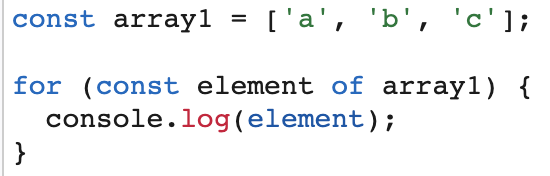 const array1 = ['a', 'b', 'c'];

for (const element of array1) {
  console.log(element);
}